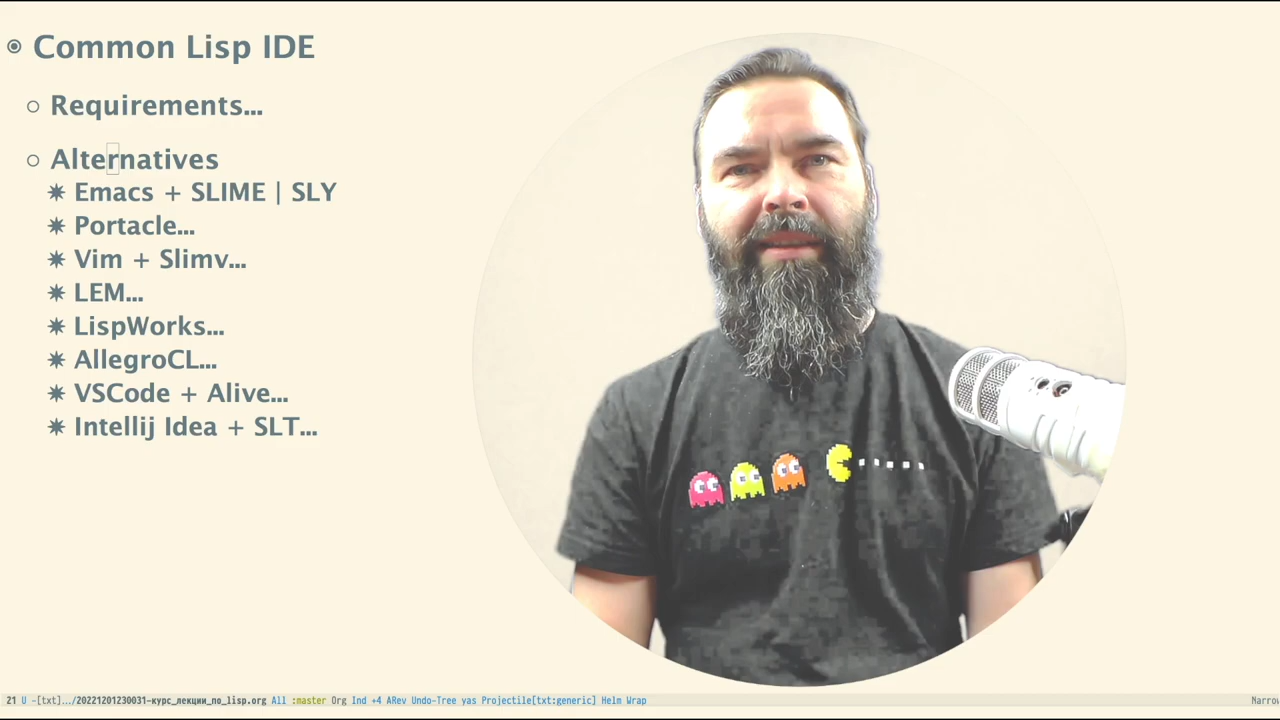 Common Lisp IDE
Requirements...
Alternatives
Emacs + SLIME | SLY
Portacle...
Vim + Slimv...
LEM...
LispWorks...
AllegroCL...
VSCode + Alive...
Intellij Idea + SLT...
21 U -[txt].../20221201230031-курс_лекции_по_lisp.org All :master Org Ind +4 ARev Undo-Tree yas Projectile[txt:generic] Helm Wrap Narrow